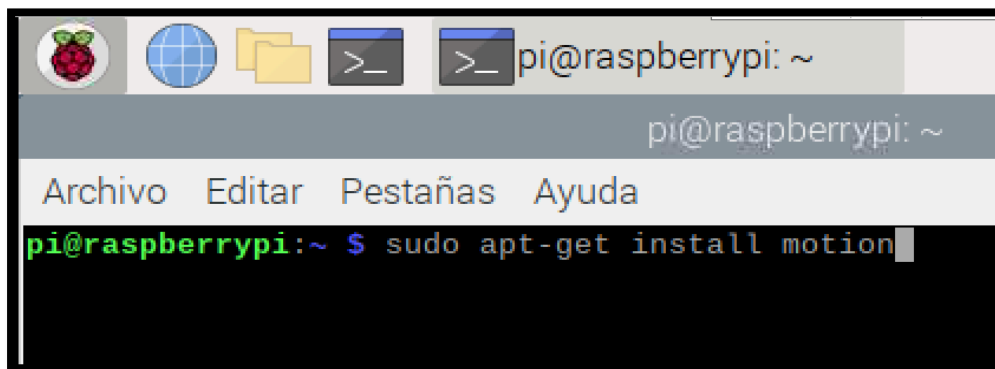 pi@raspberrypi: ~
pi@raspberrypi: ~
Archivo Editar Pestañas Ayuda
pi@raspberrypi:~ $ sudo apt-get install motion